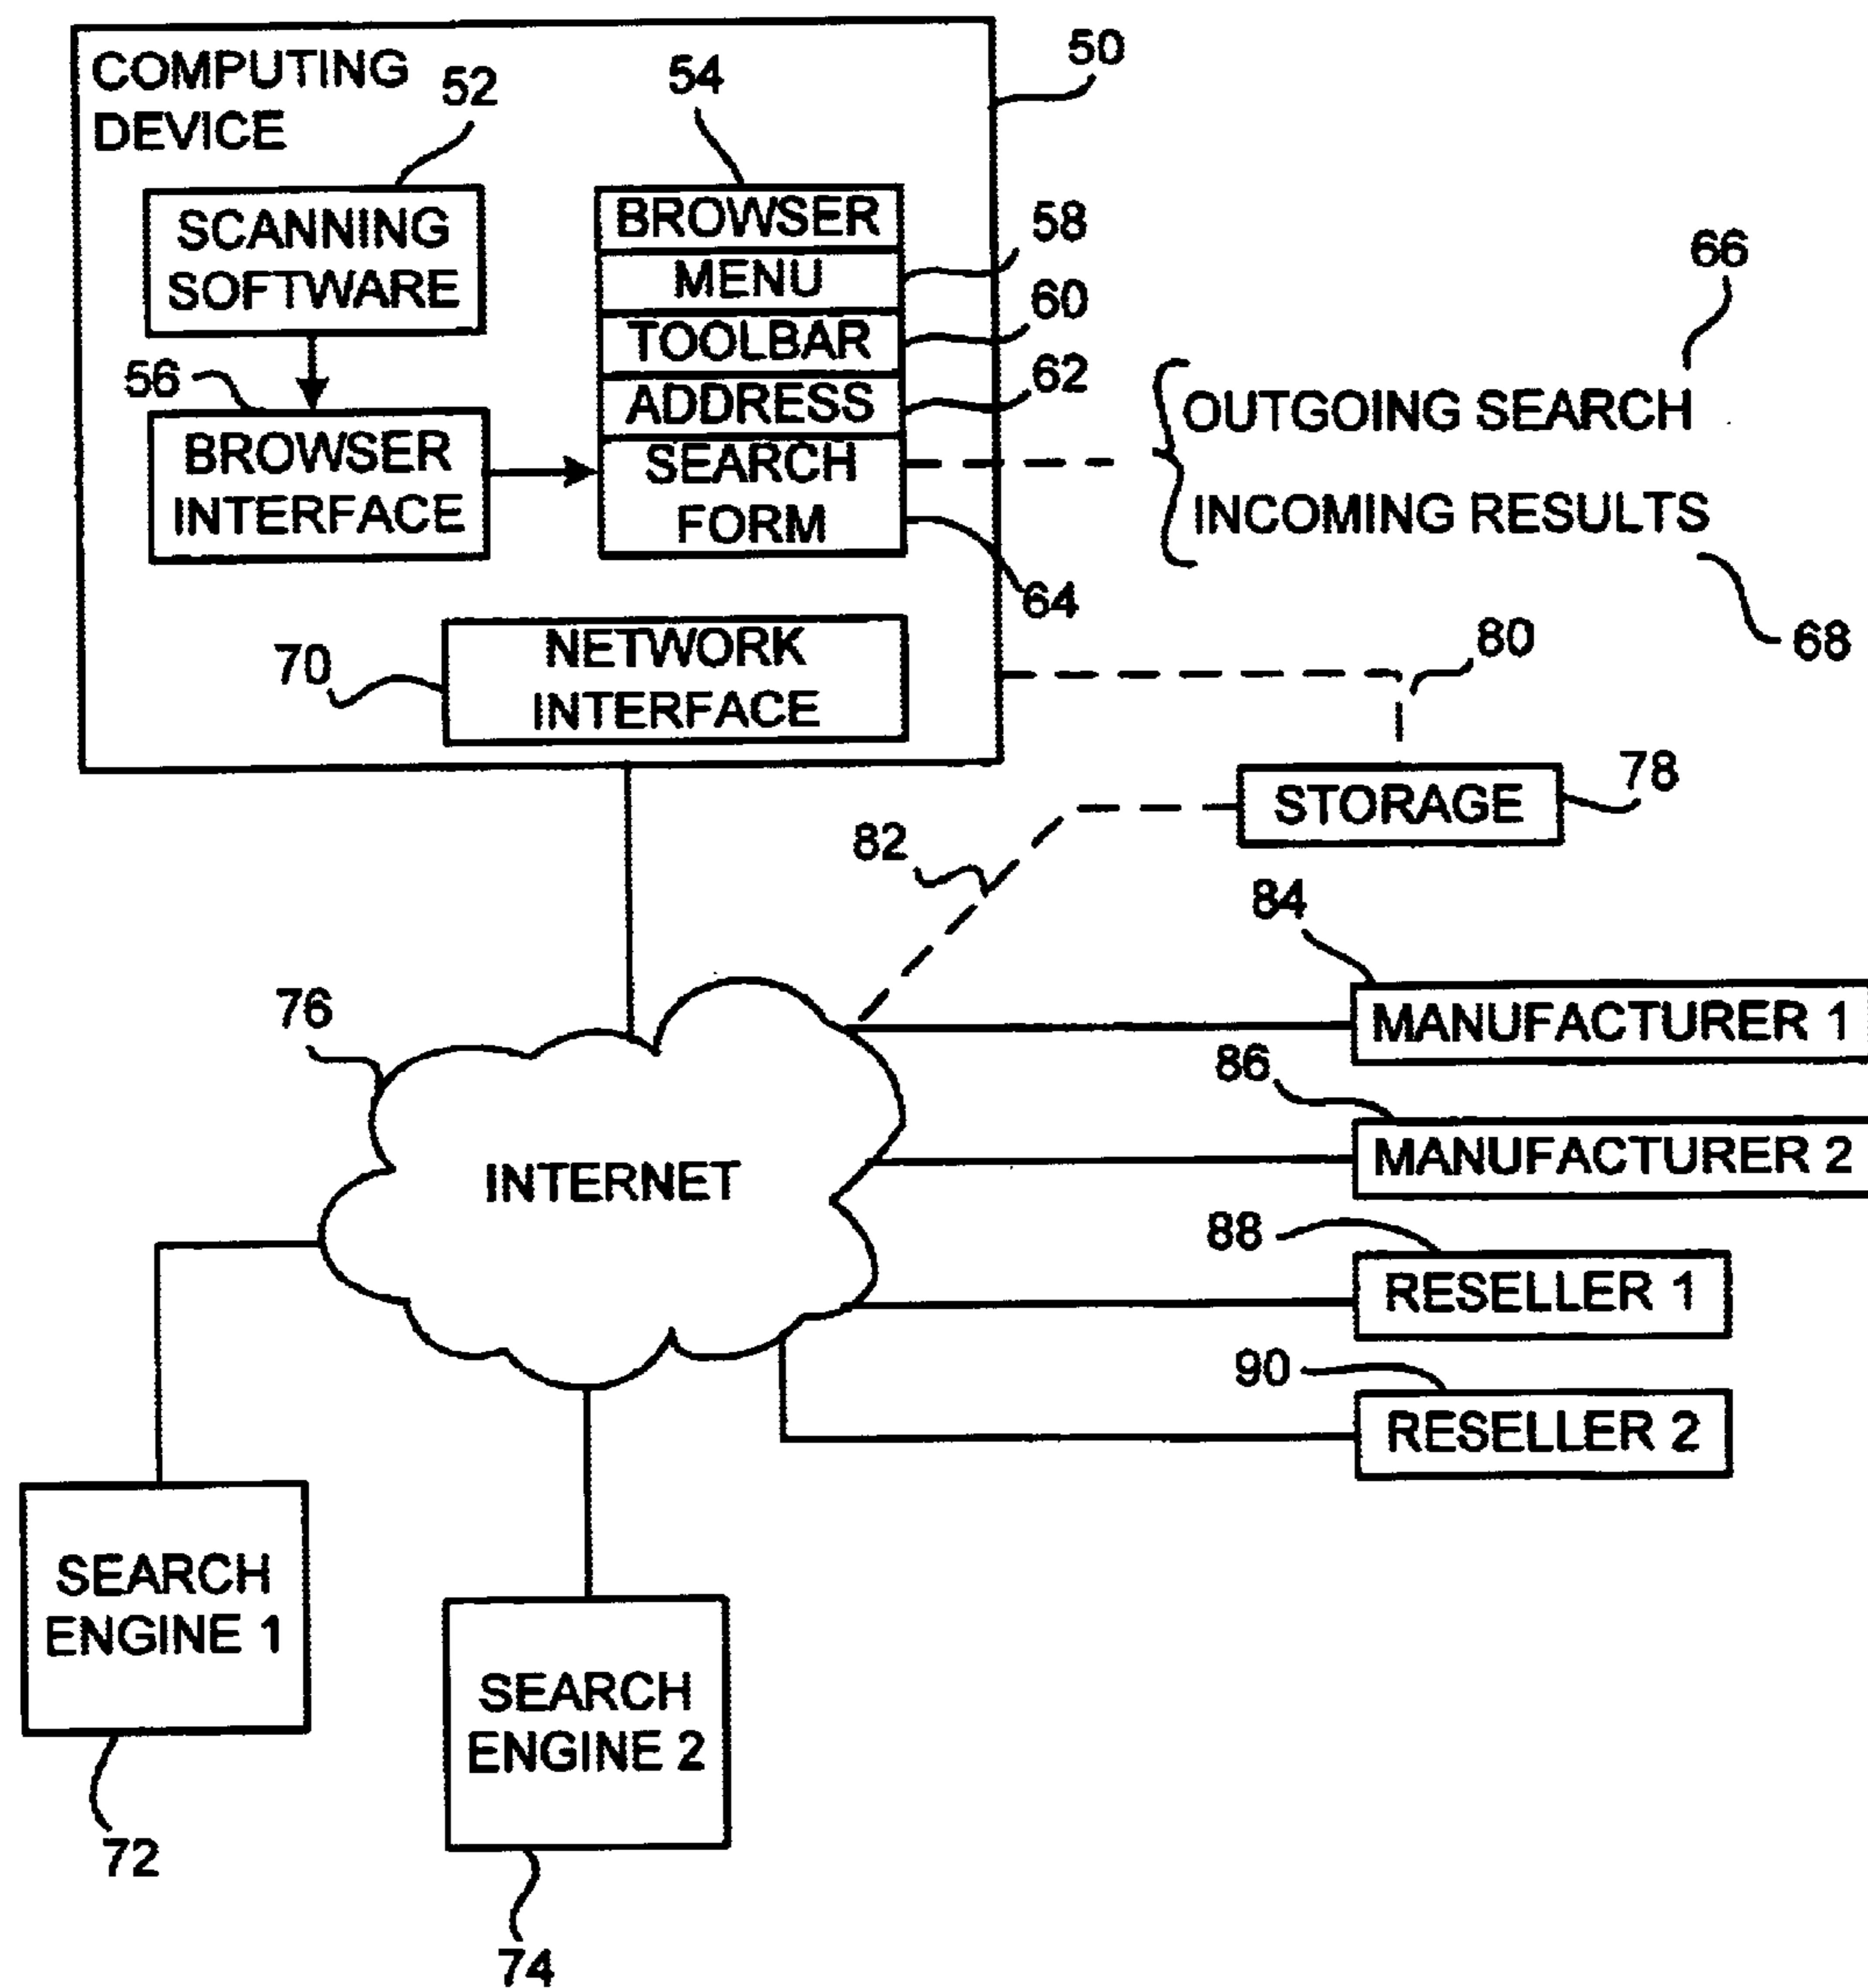 COMPUTING
DEVICE
50
52
54
SCANNING
SOFTWARE
BROWSER
MENU
58
TOOLBAR
60
ADDRESS
62
56
BROWSER
INTERFACE
SEARCH
FORM
64
66
OUTGOING SEARCH
INCOMING RESULTS
68
70
NETWORK
INTERFACE
80
STORAGE
78
82
84
MANUFACTURER 1
76
86
MANUFACTURER 2
INTERNET
88
RESELLER 1
90
RESELLER 2
SEARCH
ENGINE 1
72
SEARCH
ENGINE 2
74